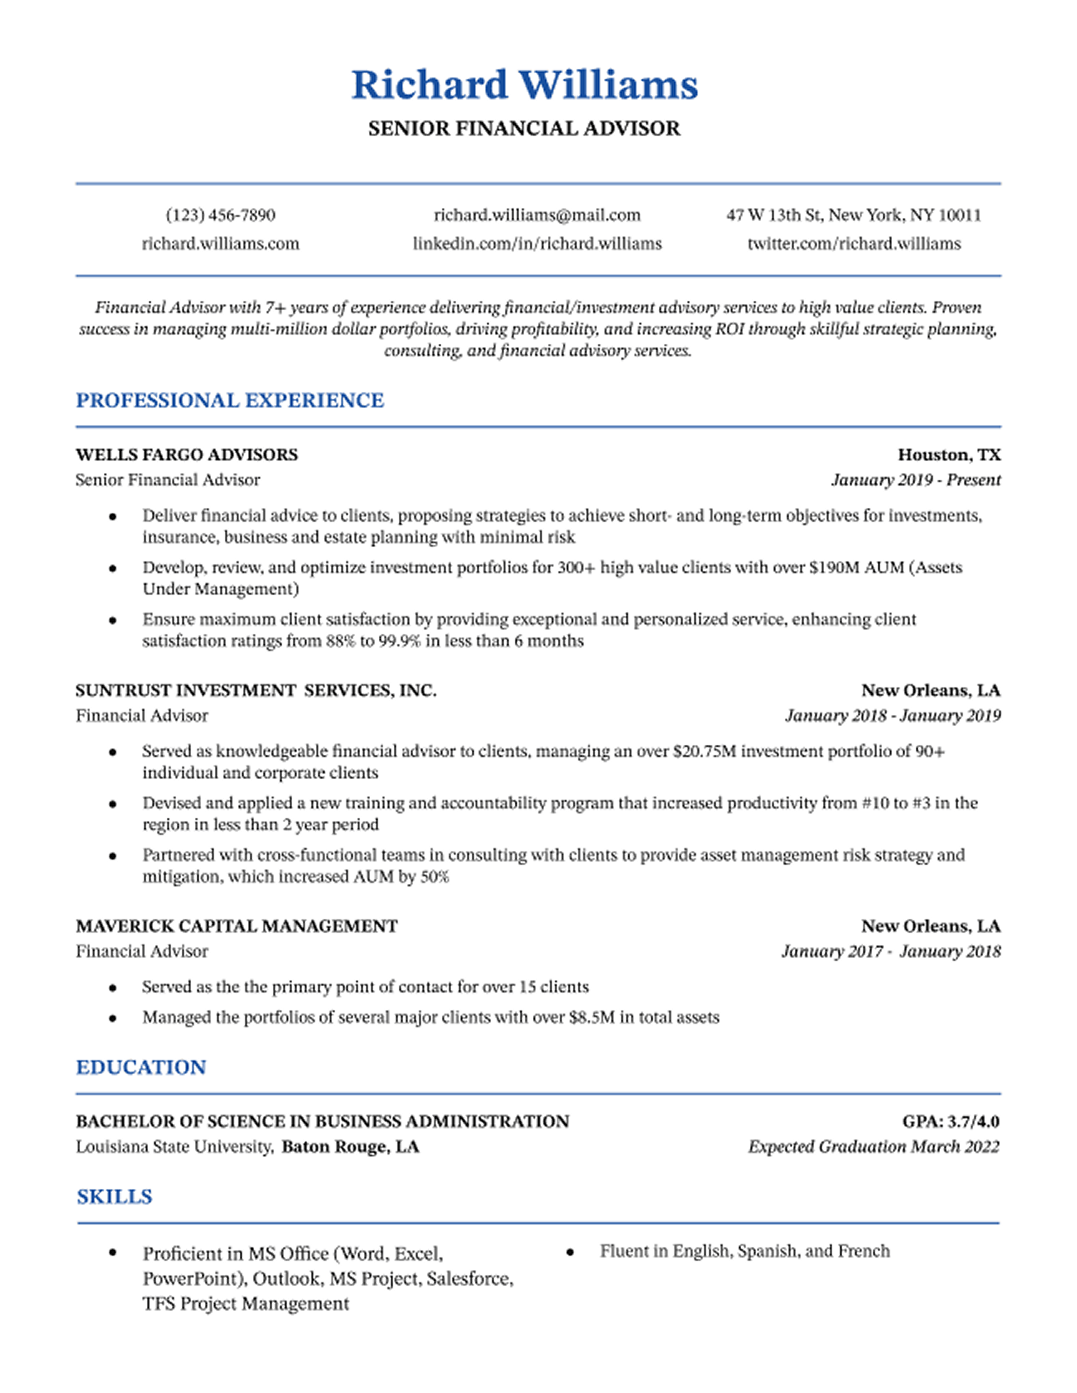 Richard Williams
SENIOR FINANCIAL ADVISOR
(123) 456-7890 richard.williams@mail.com 47 W 13th St, New York, NY 10011
richard.williams.com linkedin.com/in/richard.williams twitter.com/richard.williams
Financial Advisor with 7+ years of experience delivering financial/investment advisory services to high value clients. Proven
success in managing multi-million dollar portfolios, driving profitability, and increasing ROI through skillful strategic planning,
consulting, and financial advisory services.
PROFESSIONAL EXPERIENCE
WELLS FARGO ADVISORS Houston, TX
Senior Financial Advisor January 2019 - Present
● Deliver financial advice to clients, proposing strategies to achieve short- and long-term objectives for investments,
insurance, business and estate planning with minimal risk
● Develop, review, and optimize investment portfolios for 300+ high value clients with over $190M AUM (Assets
Under Management)
● Ensure maximum client satisfaction by providing exceptional and personalized service, enhancing client
satisfaction ratings from 88% to 99.9% in less than 6 months
SUNTRUST INVESTMENT SERVICES, INC. New Orleans, LA
Financial Advisor January 2018 - January 2019
● Served as knowledgeable financial advisor to clients, managing an over $20.75M investment portfolio of 90+
individual and corporate clients
● Devised and applied a new training and accountability program that increased productivity from #10 to #3 in the
region in less than 2 year period
● Partnered with cross-functional teams in consulting with clients to provide asset management risk strategy and
mitigation, which increased AUM by 50%
MAVERICK CAPITAL MANAGEMENT New Orleans, LA
Financial Advisor January 2017 - January 2018
● Served as the the primary point of contact for over 15 clients
● Managed the portfolios of several major clients with over $8.5M in total assets
EDUCATION
BACHELOR OF SCIENCE IN BUSINESS ADMINISTRATION GPA: 3.7/4.0
Louisiana State University, Baton Rouge, LA Expected Graduation March 2022
SKILLS
● Proficient in MS Office (Word, Excel,
PowerPoint), Outlook, MS Project, Salesforce,
TFS Project Management
● Fluent in English, Spanish, and French